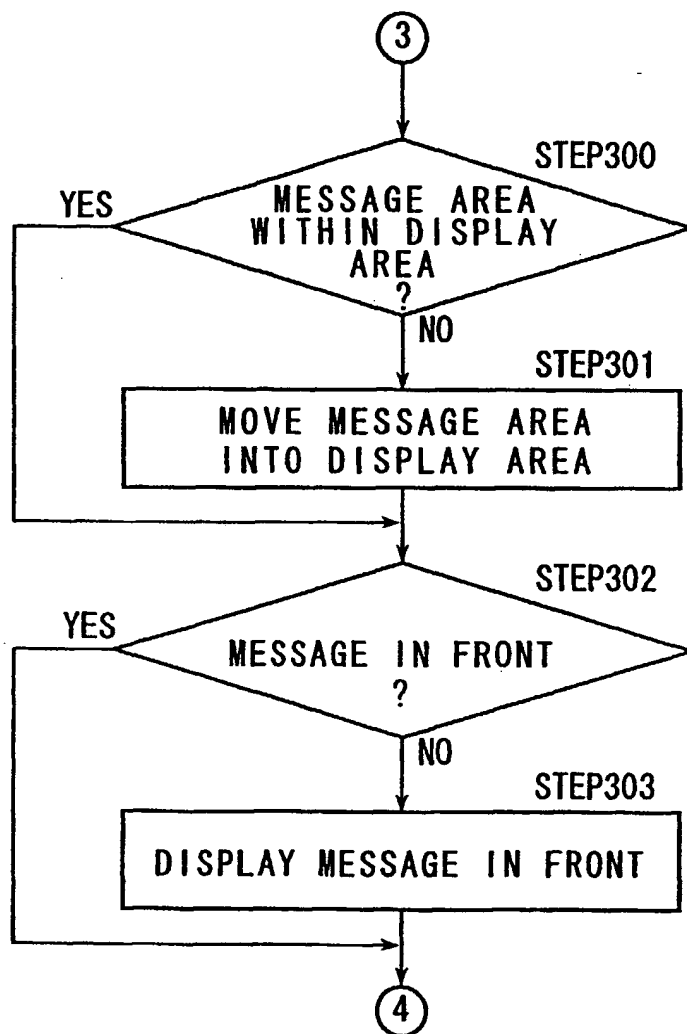 3
STEP300
YES
MESSAGE AREA
WITHIN DISPLAY
AREA
?
NO
STEP301
MOVE MESSAGE AREA
INTO DISPLAY AREA
STEP302
YES
MESSAGE IN FRONT
?
NO
STEP303
DISPLAY MESSAGE IN FRONT
4